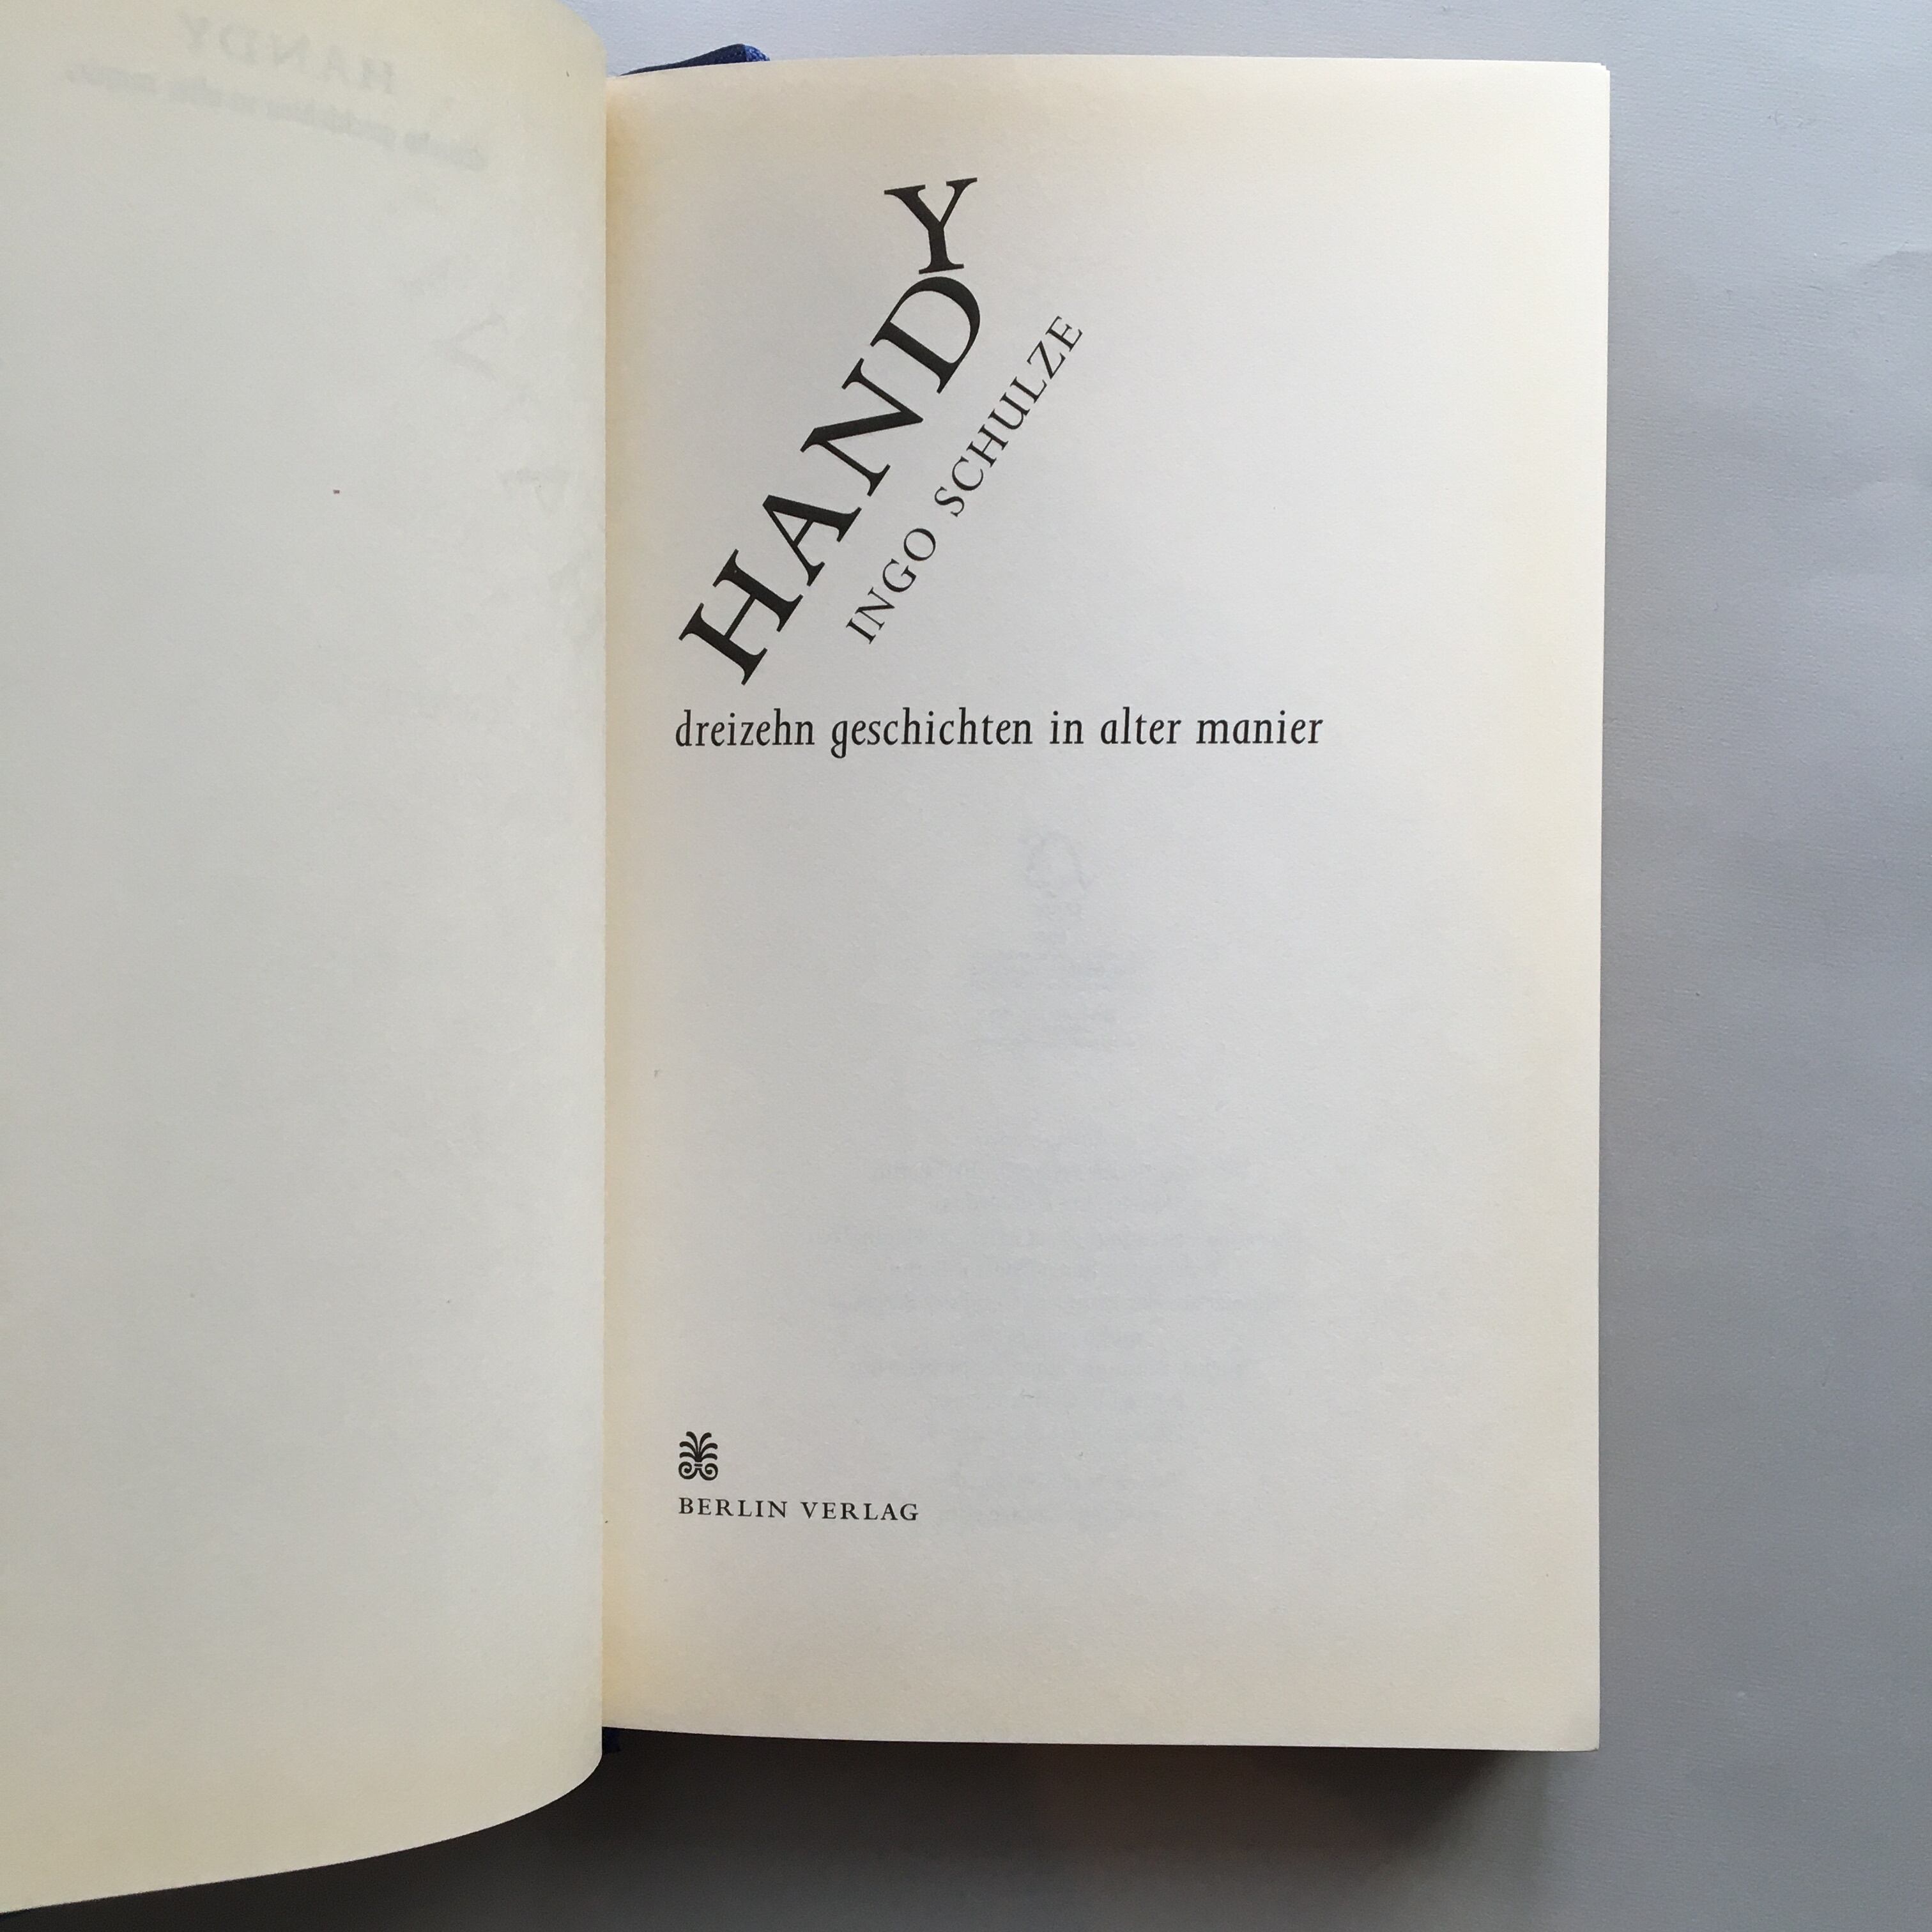 HANDY
INGO SCHULZE
dreizehn geschichten in alter manier
BERLIN VERLAG